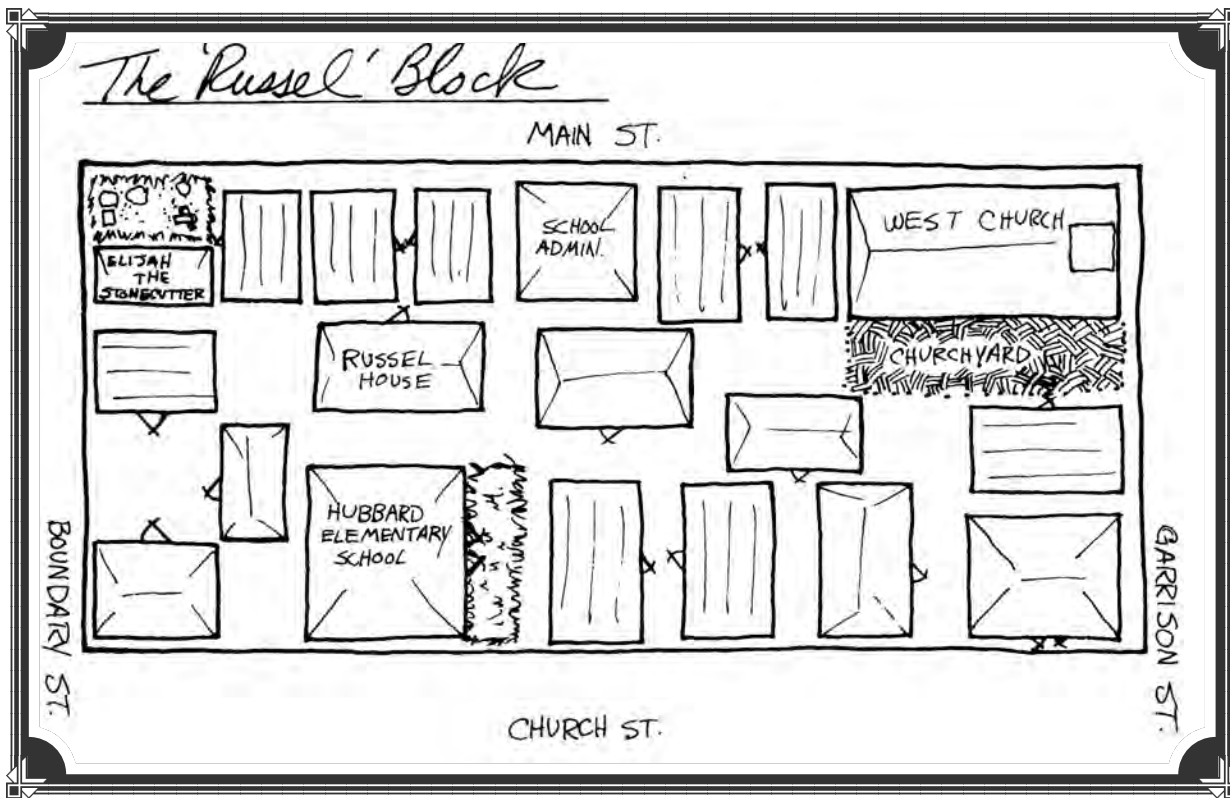 The 'Russel' Block
MAIN ST.
ELIJAH
THE
STONECUTTER
SCHOOL
ADMIN.
WEST CHURCH
RUSSEL
HOUSE
CHURCHYARD
HUBBARD
ELEMENTARY
SCHOOL
BOUNDARY ST.
GARRISON ST.
CHURCH ST.